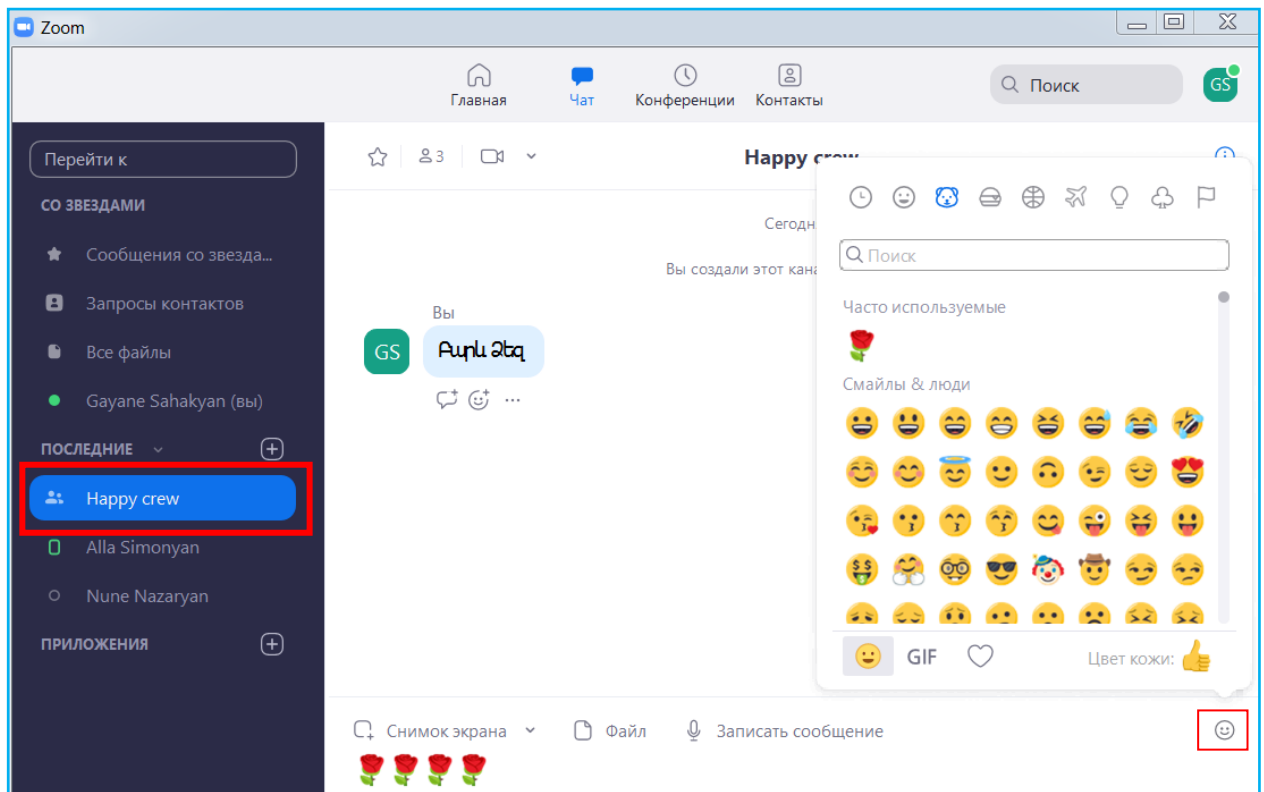 Zoom
Главная
Чат
Конференции
Контакты
Поиск
GS
Перейти к
СО ЗВЕЗДАМИ
Сообщения со звезда...
Запросы контактов
Все файлы
Gayane Sahakyan (вы)
ПОСЛЕДНИЕ
Happy crew
Alla Simonyan
Nune Nazaryan
ПРИЛОЖЕНИЯ
3
Happy crew
Сегодн
Вы создали этот кана
Вы
GS
Բարև Ձեզ
Поиск
Часто используемые
Смайлы & люди
GIF
Цвет кожи:
Снимок экрана
Файл
Записать сообщение